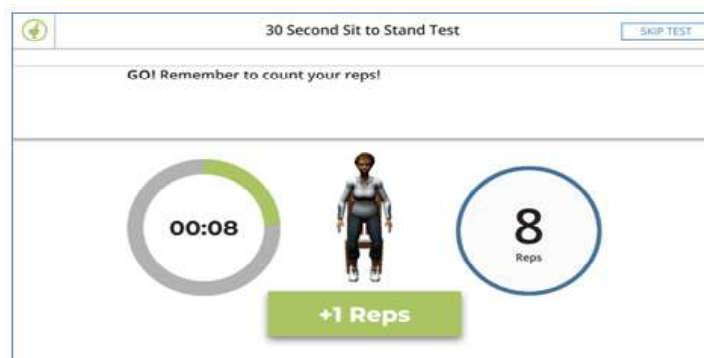 30 Second Sit to Stand Test
SKIP TEST
GO! Remember to count your reps!
00:08
8
Reps
+1 Reps